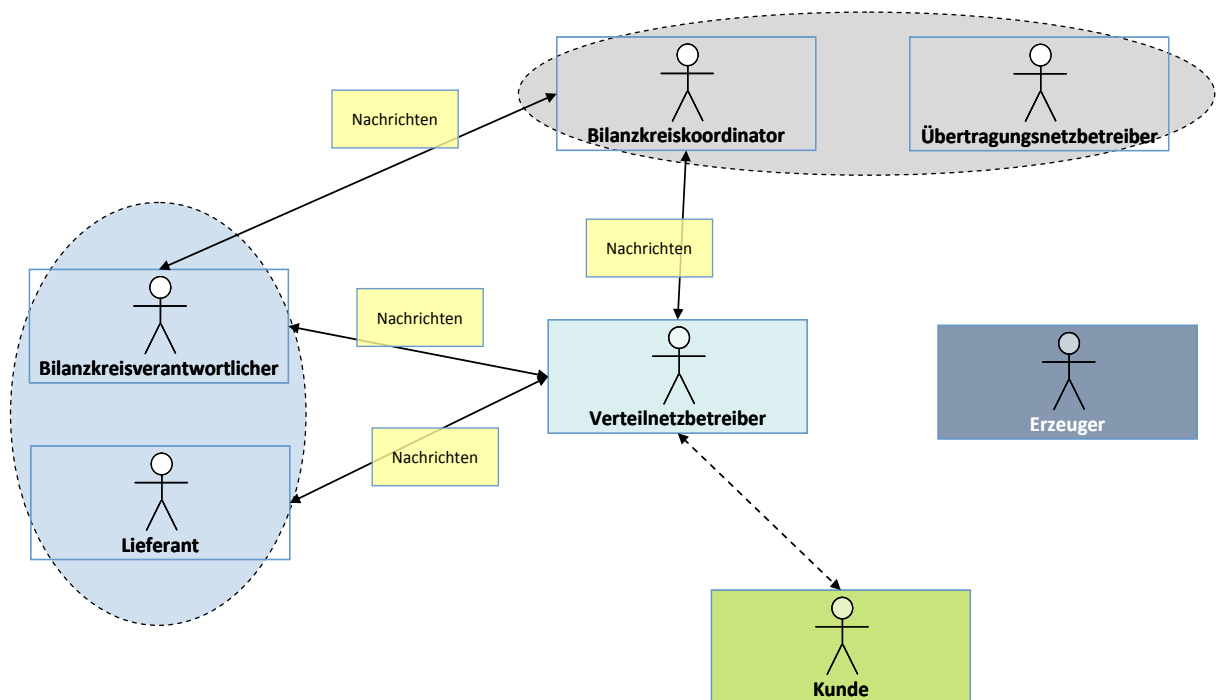 Nachrichten
Bilanzkreiskoordinator
Übertragungsnetzbetreiber
Nachrichten
Nachrichten
Bilanzkreisverantwortlicher
Verteilnetzbetreiber
Erzeuger
Nachrichten
Lieferant
Kunde